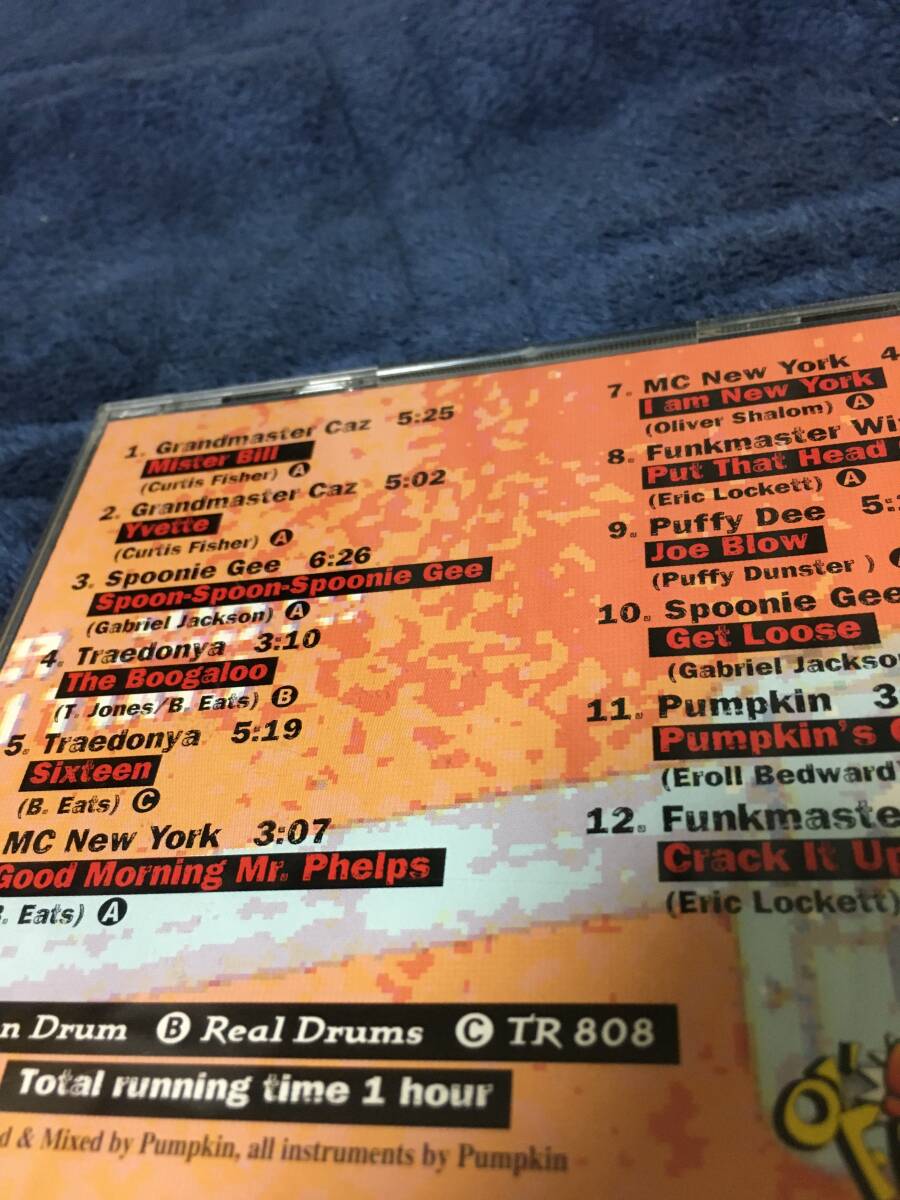 1. Grandmaster Caz 5:25
Mister Bill
(Curtis Fisher) A
2. Grandmaster Caz 5:02
Yvette
(Curtis Fisher) A
3. Spoonie Gee 6:26
Spoon-Spoon-Spoonie Gee
(Gabriel Jackson) A
4. Traedonya 3:10
The Boogaloo
(T. Jones/B. Eats) B
5. Traedonya 5:19
Sixteen
(B. Eats) C
MC New York 3:07
Good Morning Mr. Phelps
Eats) A
7. MC New York
I am New York
(Oliver Shalom) A
8. Funkmaster
Put That Head
(Eric Lockett) A
9. Puffy Dee
Joe Blow
(Puffy Dunster )
10. Spoonie Gee
Get Loose
(Gabriel
11. Pumpkin
Pumpkin's
(Eroll Bedward)
12.
Crack It Up
(Eric Lockett)
Drum B Real Drums C TR 808
Total running time 1 hour
& Mixed by Pumpkin, all instruments by Pumpkin